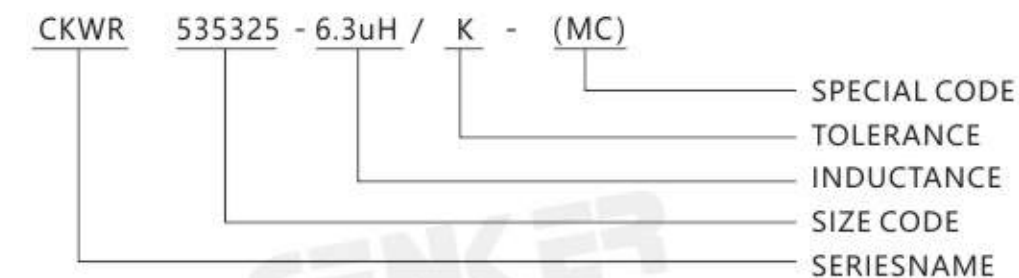 CKWR 535325 - 6.3uH / K - (MC)
SPECIAL CODE
TOLERANCE
INDUCTANCE
SIZE CODE
SERIESNAME